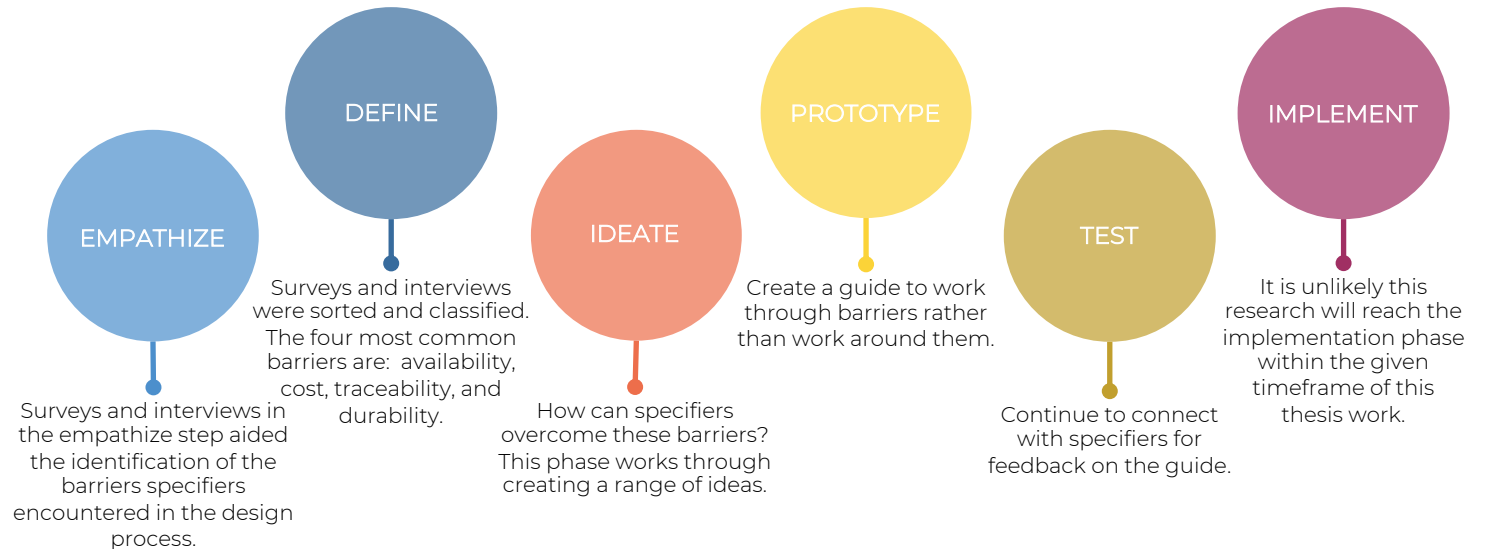 EMPATHIZE
Surveys and interviews in
the empathize step aided
the identification of the
barriers specifiers
encountered in the design
process.
DEFINE
Surveys and interviews
were sorted and classified.
The four most common
barriers are:  availability,
cost, traceability, and
durability.
IDEATE
How can specifiers
overcome these barriers?
This phase works through
creating a range of ideas.
PROTOTYPE
Create a guide to work
through barriers rather
than work around them.
TEST
Continue to connect
with specifiers for
feedback on the guide.
IMPLEMENT
It is unlikely this
research will reach the
implementation phase
within the given
timeframe of this
thesis work.